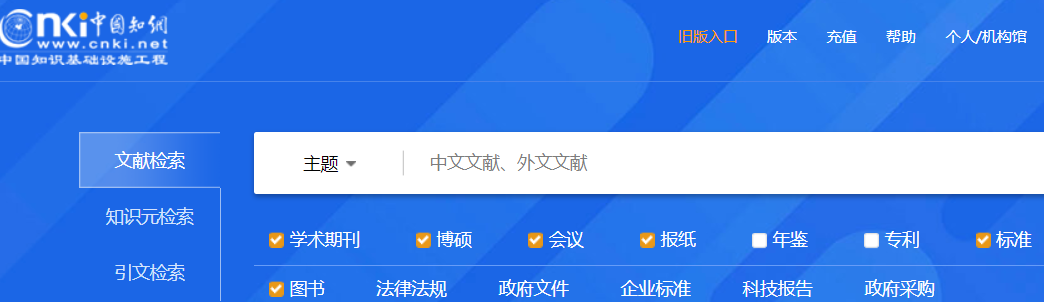 cnki 中国知网
www.cnki.net
中国知识基础设施工程
旧版入口 版本 充值 帮助 个人/机构馆
文献检索
主题 中文文献、外文文献
知识元检索
学术期刊 博硕 会议 报纸 年鉴 专利 标准
引文检索
图书 法律法规 政府文件 企业标准 科技报告 政府采购